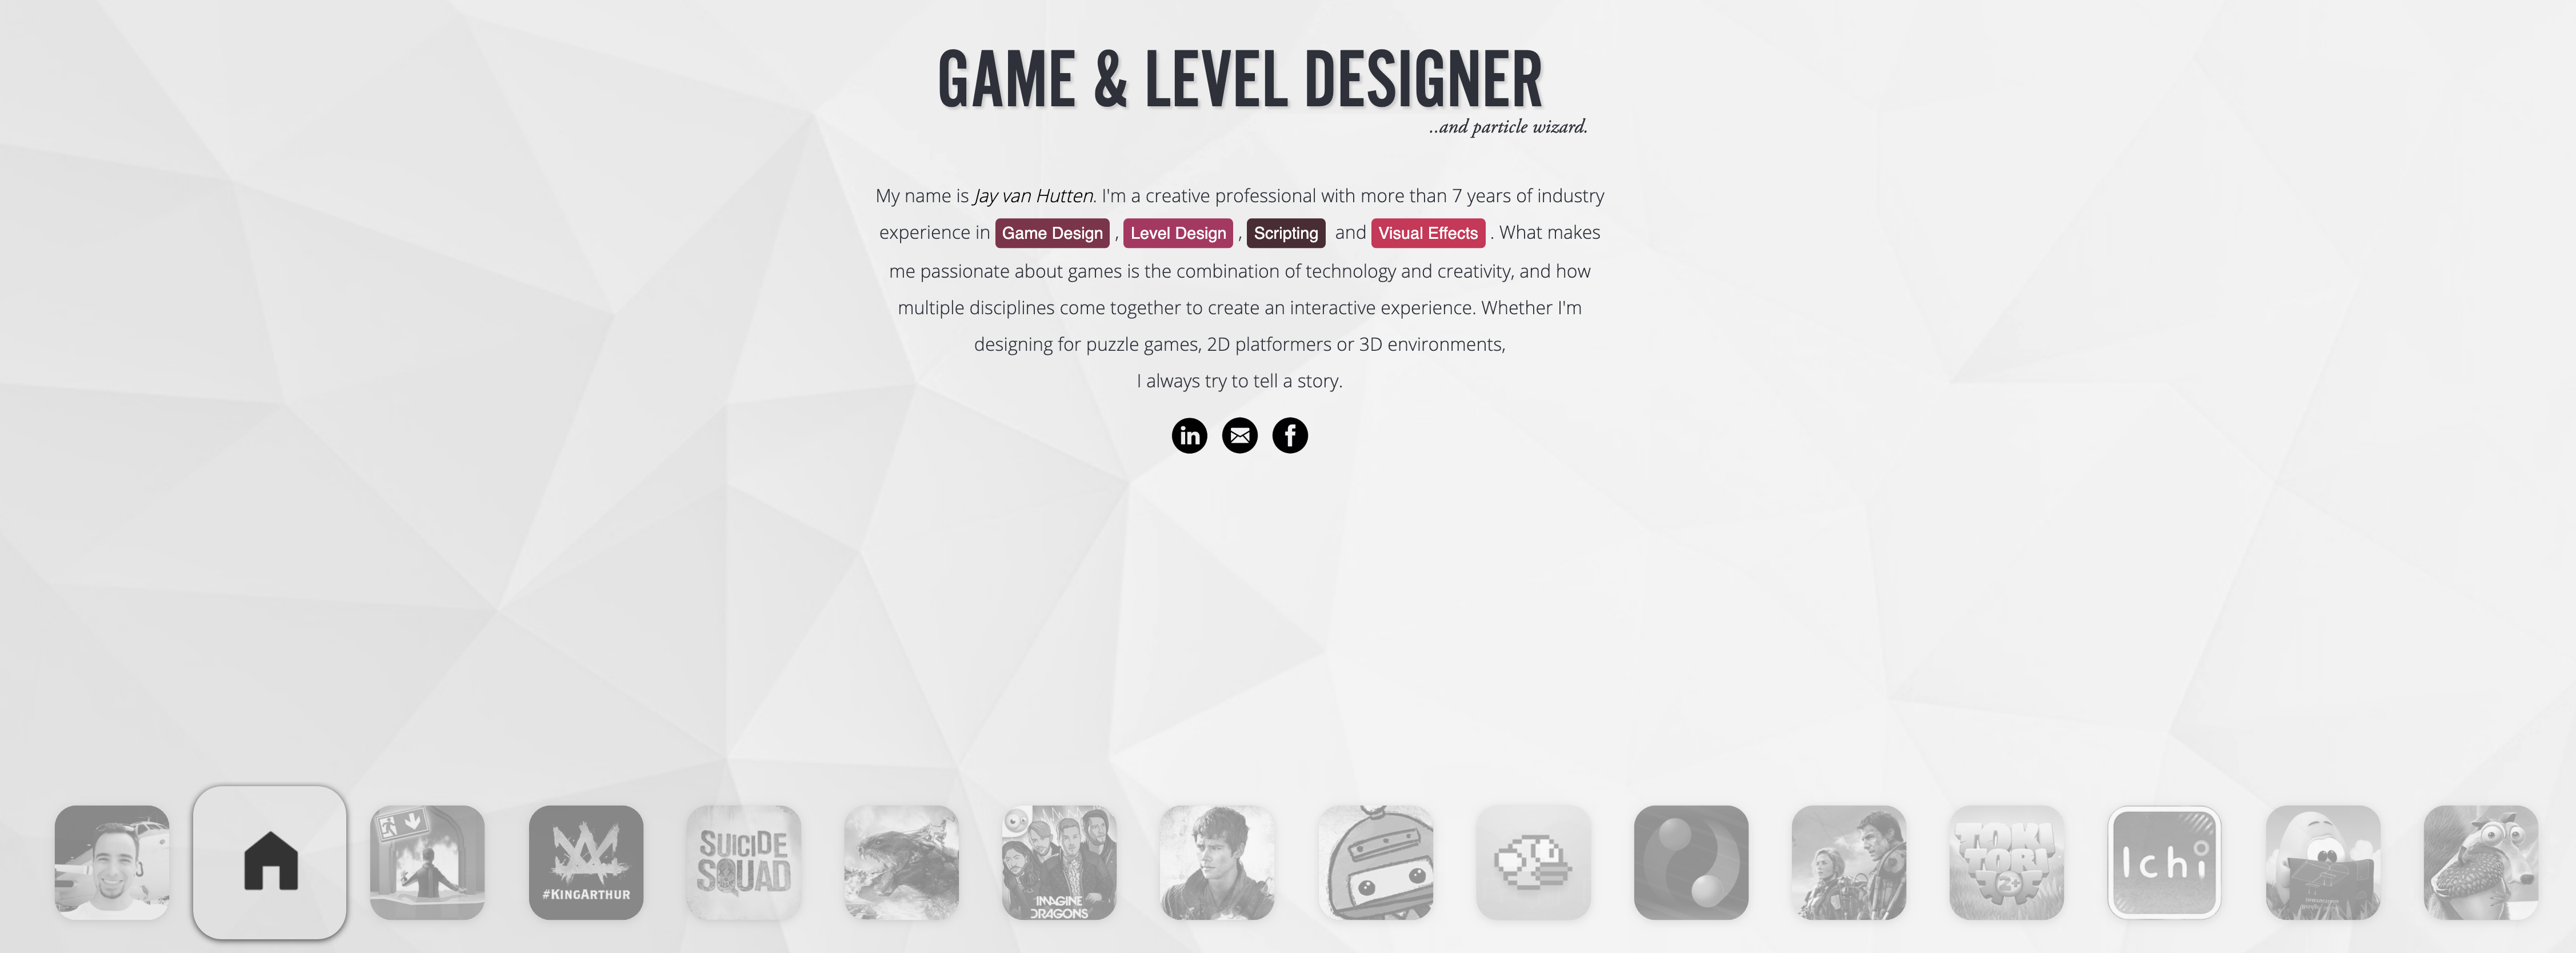 GAME & LEVEL DESIGNER
..and particle wizard.
My name is Jay van Hutten. I'm a creative professional with more than 7 years of industry
experience in Game Design , Level Design , Scripting and Visual Effects . What makes
me passionate about games is the combination of technology and creativity, and how
multiple disciplines come together to create an interactive experience. Whether I'm
designing for puzzle games, 2D platformers or 3D environments,
I always try to tell a story.
in
f
#KINGARTHUR
SUICIDE
SQUAD
IMAGINE
DRAGONS
TOKI
TORI
2+
Ichi